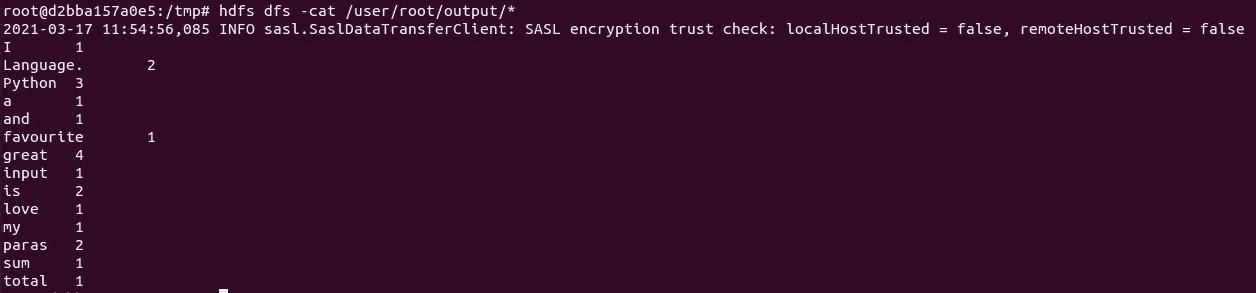 root@d2bba157a0e5:/tmp# hdfs dfs -cat /user/root/output/*
2021-03-17 11:54:56,085 INFO sasl.SaslDataTransferClient: SASL encryption trust check: localHostTrusted = false, remoteHostTrusted = false
I 1
Language. 2
Python 3
a 1
and 1
favourite 1
great 4
input 1
is 2
love 1
my 1
paras 2
sum 1
total 1